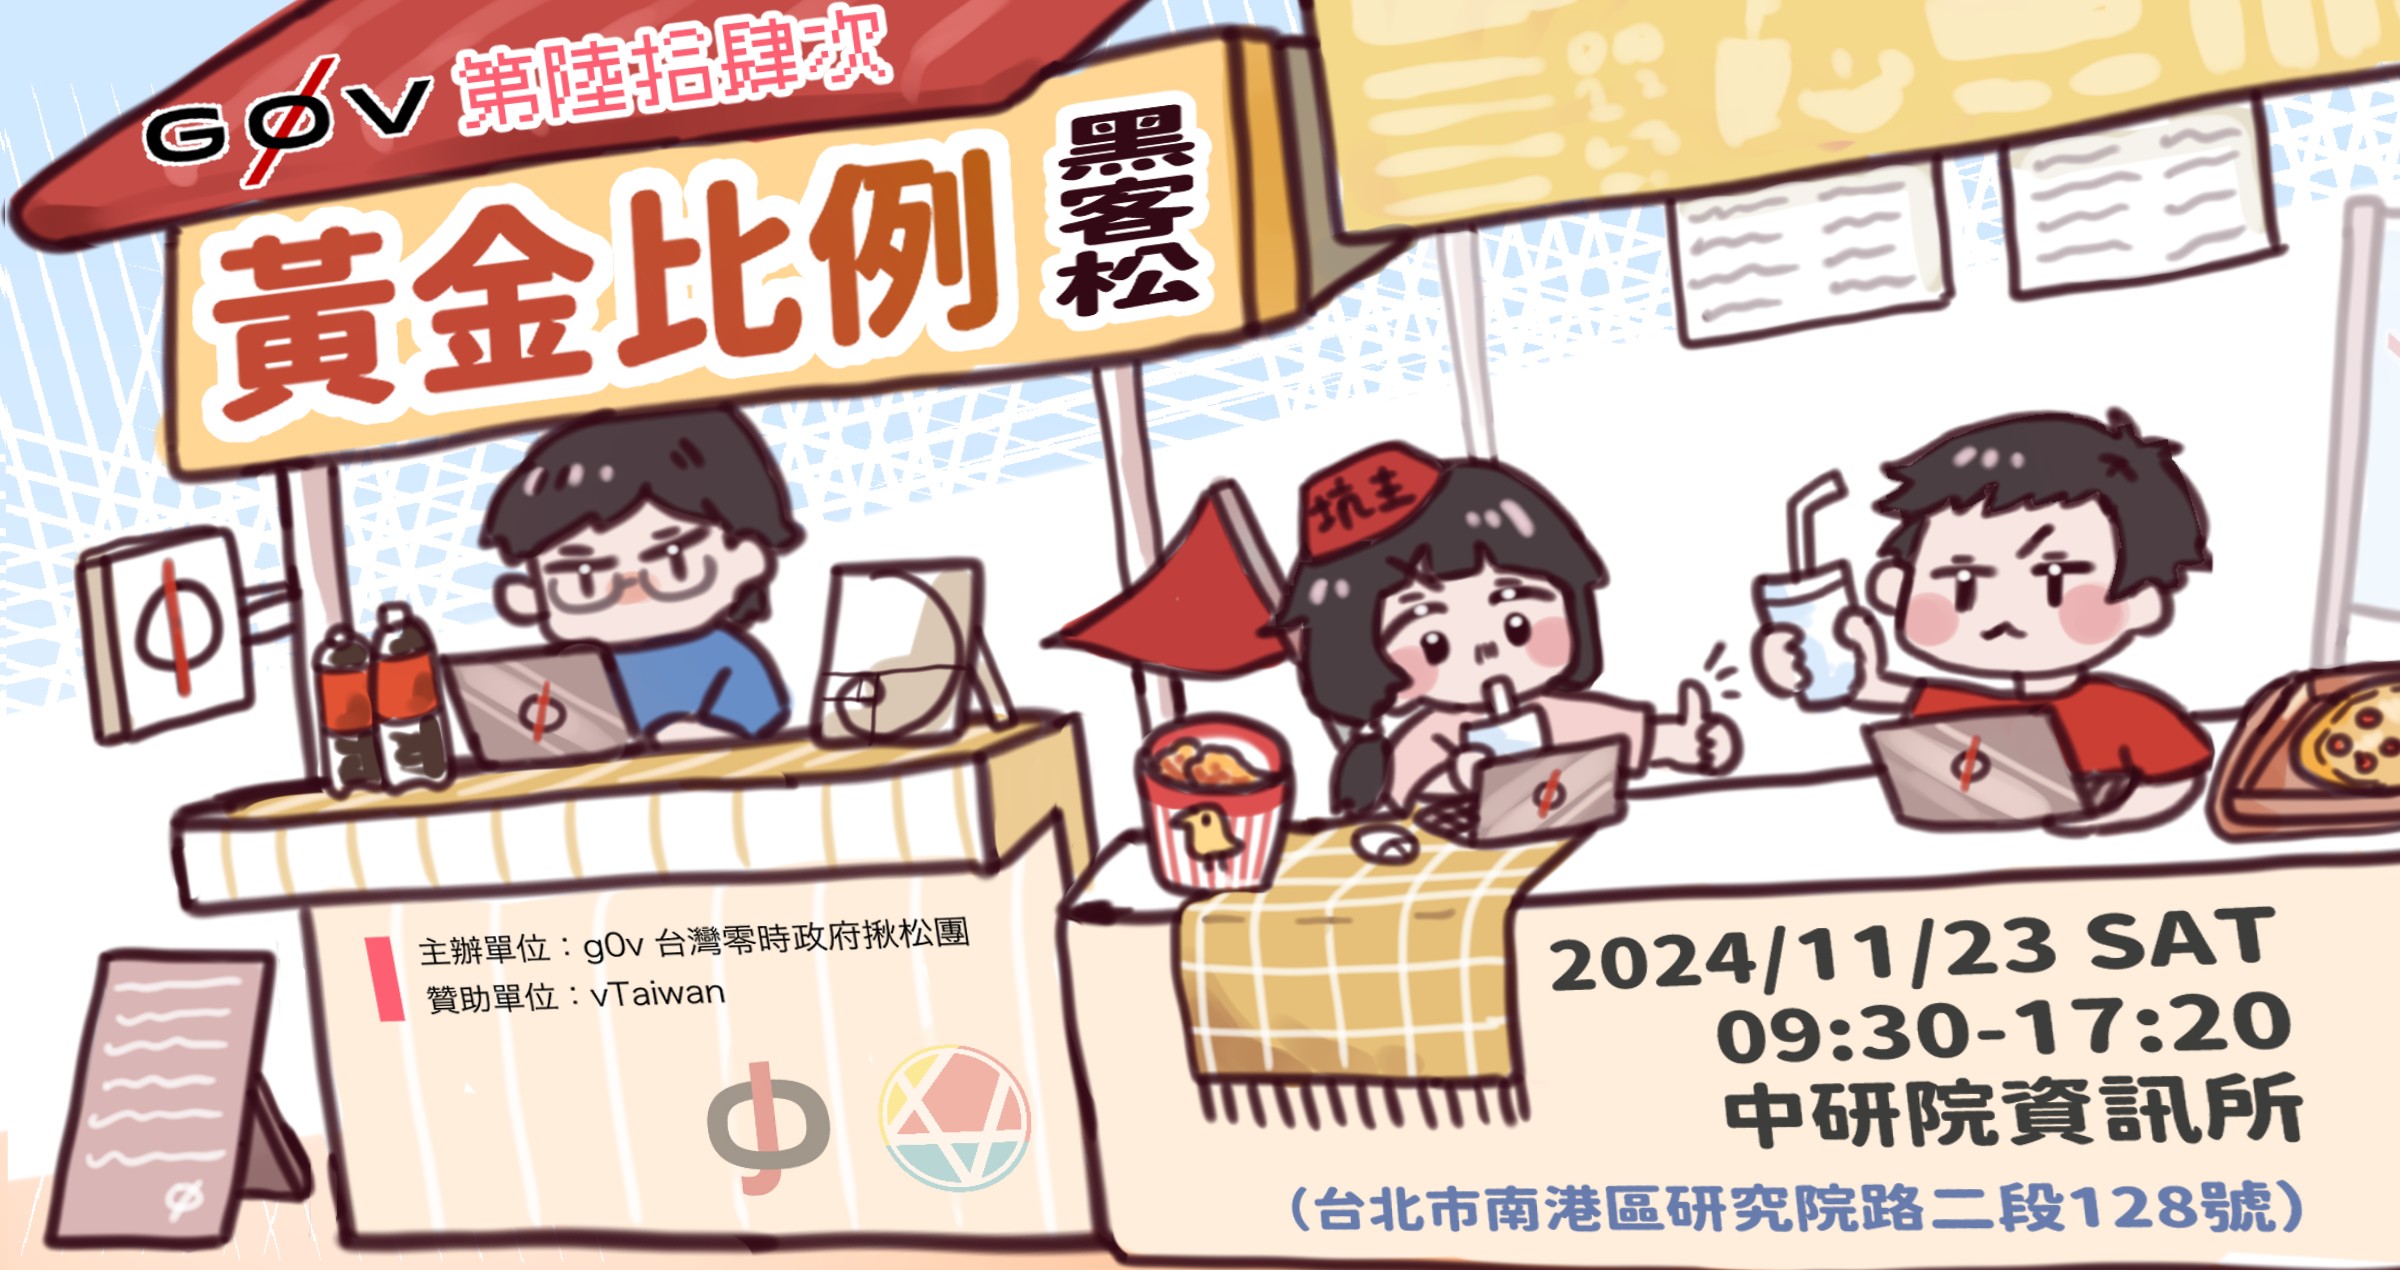 G0V 第陸拾肆次
黃金比例
黑客松
坑主
主辦單位：g0v 台灣零時政府揪松團
贊助單位：vTaiwan
2024/11/23 SAT
09:30-17:20
中研院資訊所
（台北市南港區研究院路二段128號）